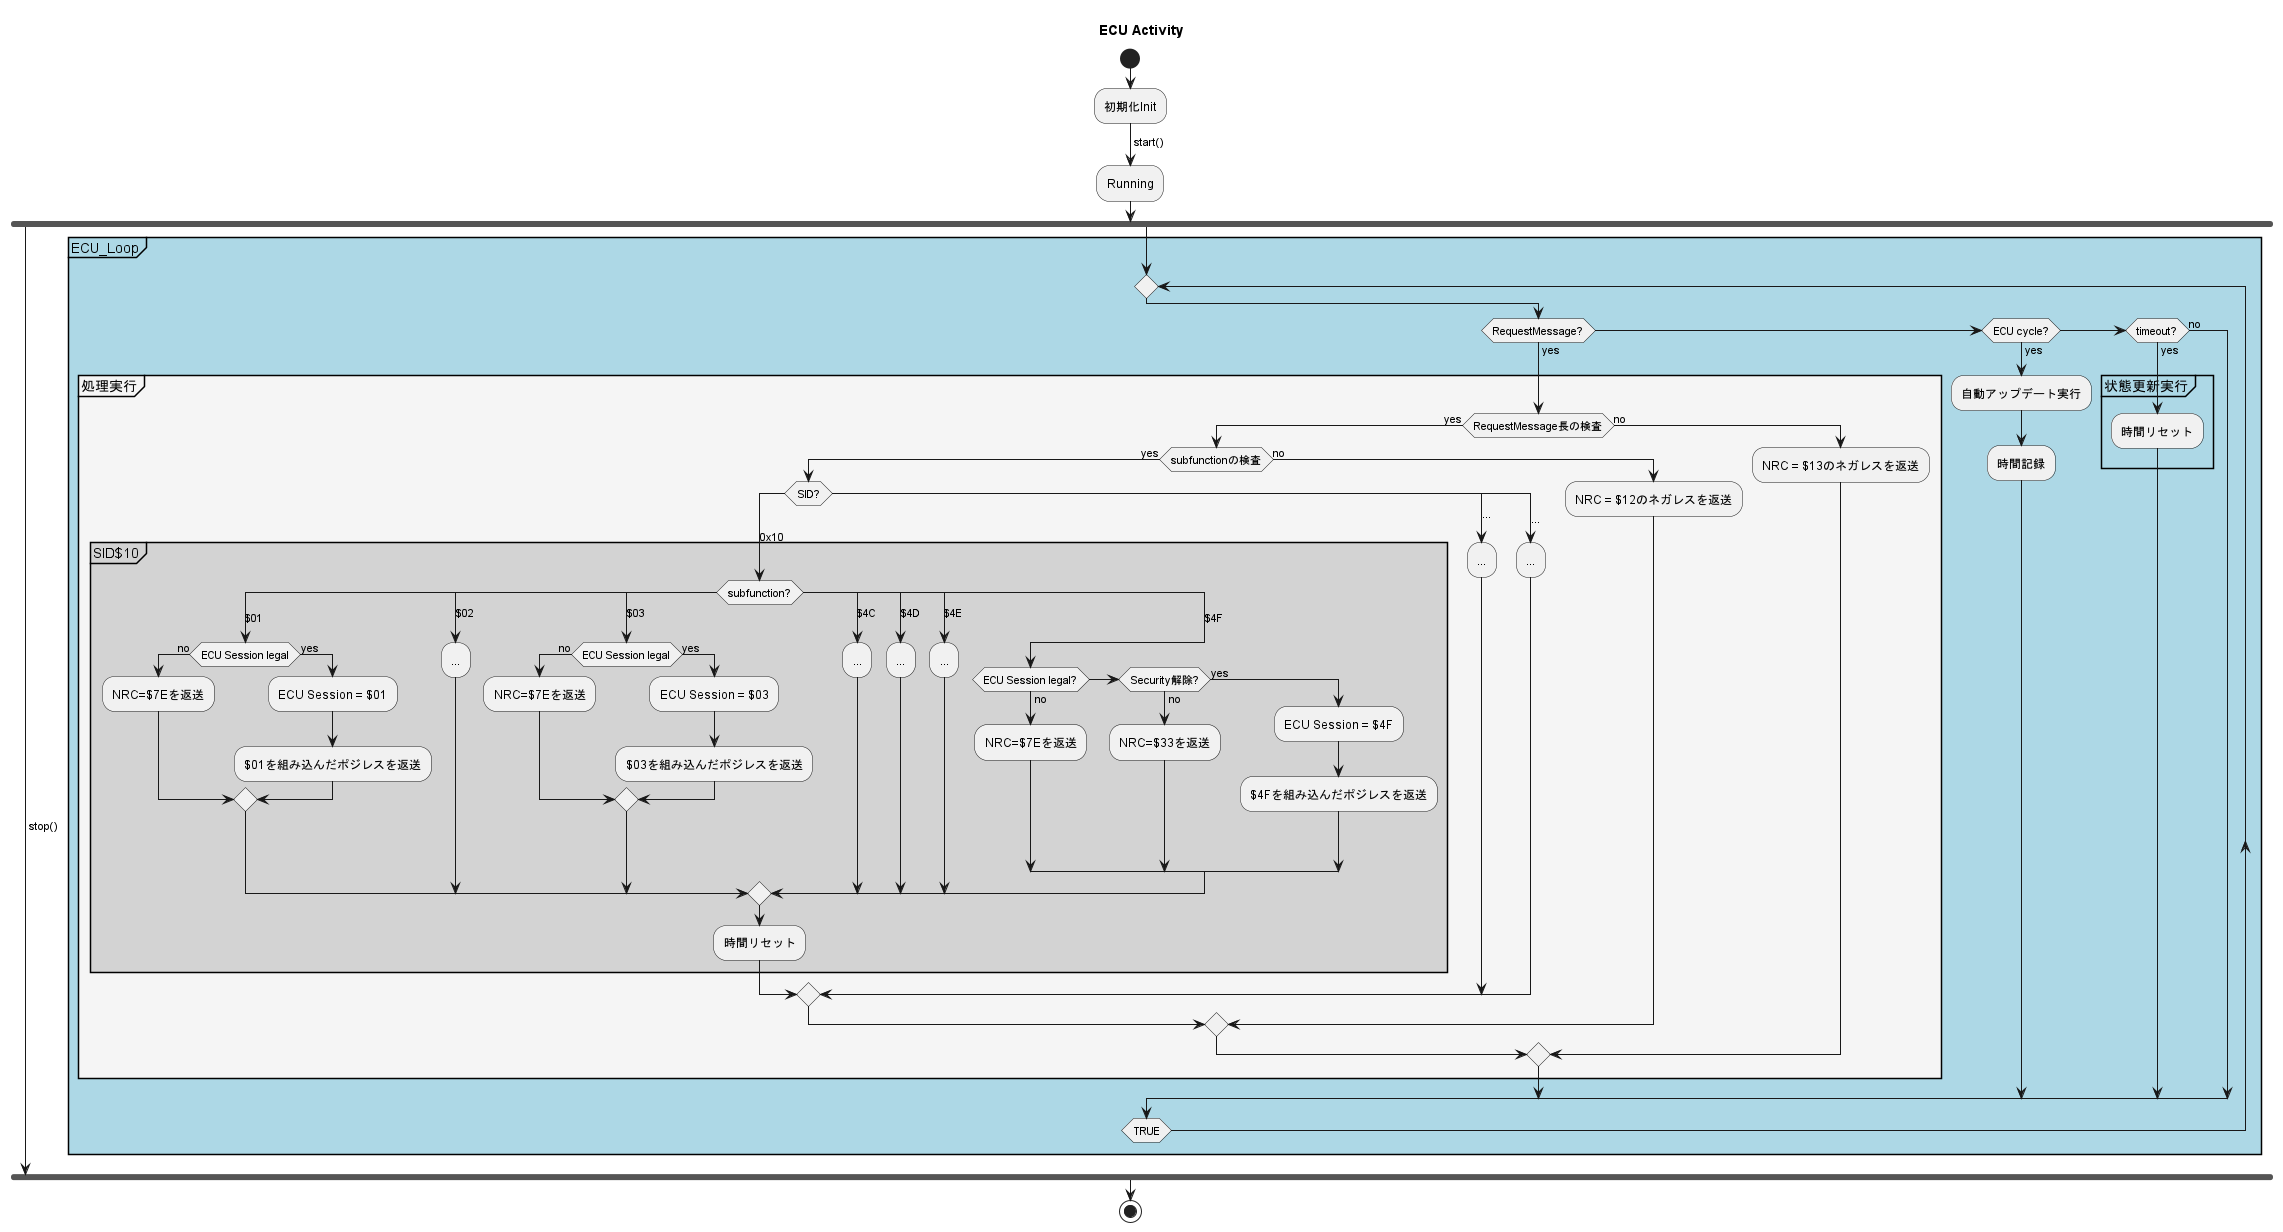 ECU Activity
初期化Init
start()
Running
ECU_Loop
RequestMessage?
ECU cycle?
timeout?
no
yes
yes
yes
処理実行
自動アップデート実行
状態更新実行
yes
RequestMessage長の検査
no
時間リセット
yes
subfunctionの検査
no
NRC = $13のネガレスを返送
時間記録
SID?
NRC = $12のネガレスを返送
...
...
0x10
SID$10
...
...
subfunction?
$01
$02
$03
$4C
$4D
$4E
$4F
no
ECU Session legal
yes
...
no
ECU Session legal
yes
...
...
...
ECU Session legal?
Security解除?
yes
no
no
NRC=$7Eを返送
ECU Session = $01
NRC=$7Eを返送
ECU Session = $03
ECU Session = $4F
NRC=$7Eを返送
NRC=$33を返送
$01を組み込んだポジレスを返送
$03を組み込んだポジレスを返送
$4Fを組み込んだポジレスを返送
stop()
時間リセット
TRUE